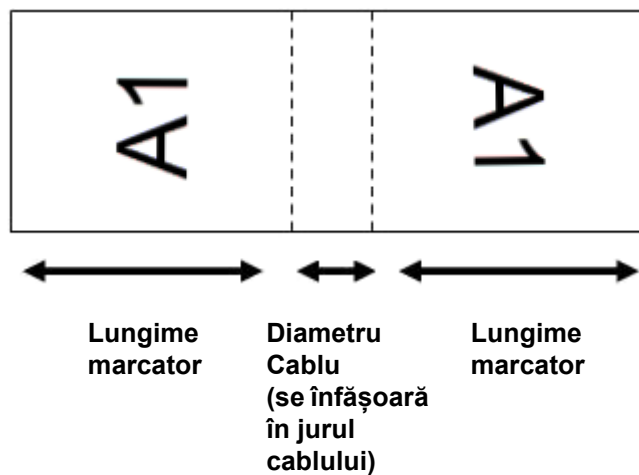 A1
A1
Lungime
marcator
Diametru
Cablu
(se înfășoară
în jurul
cablului)
Lungime
marcator